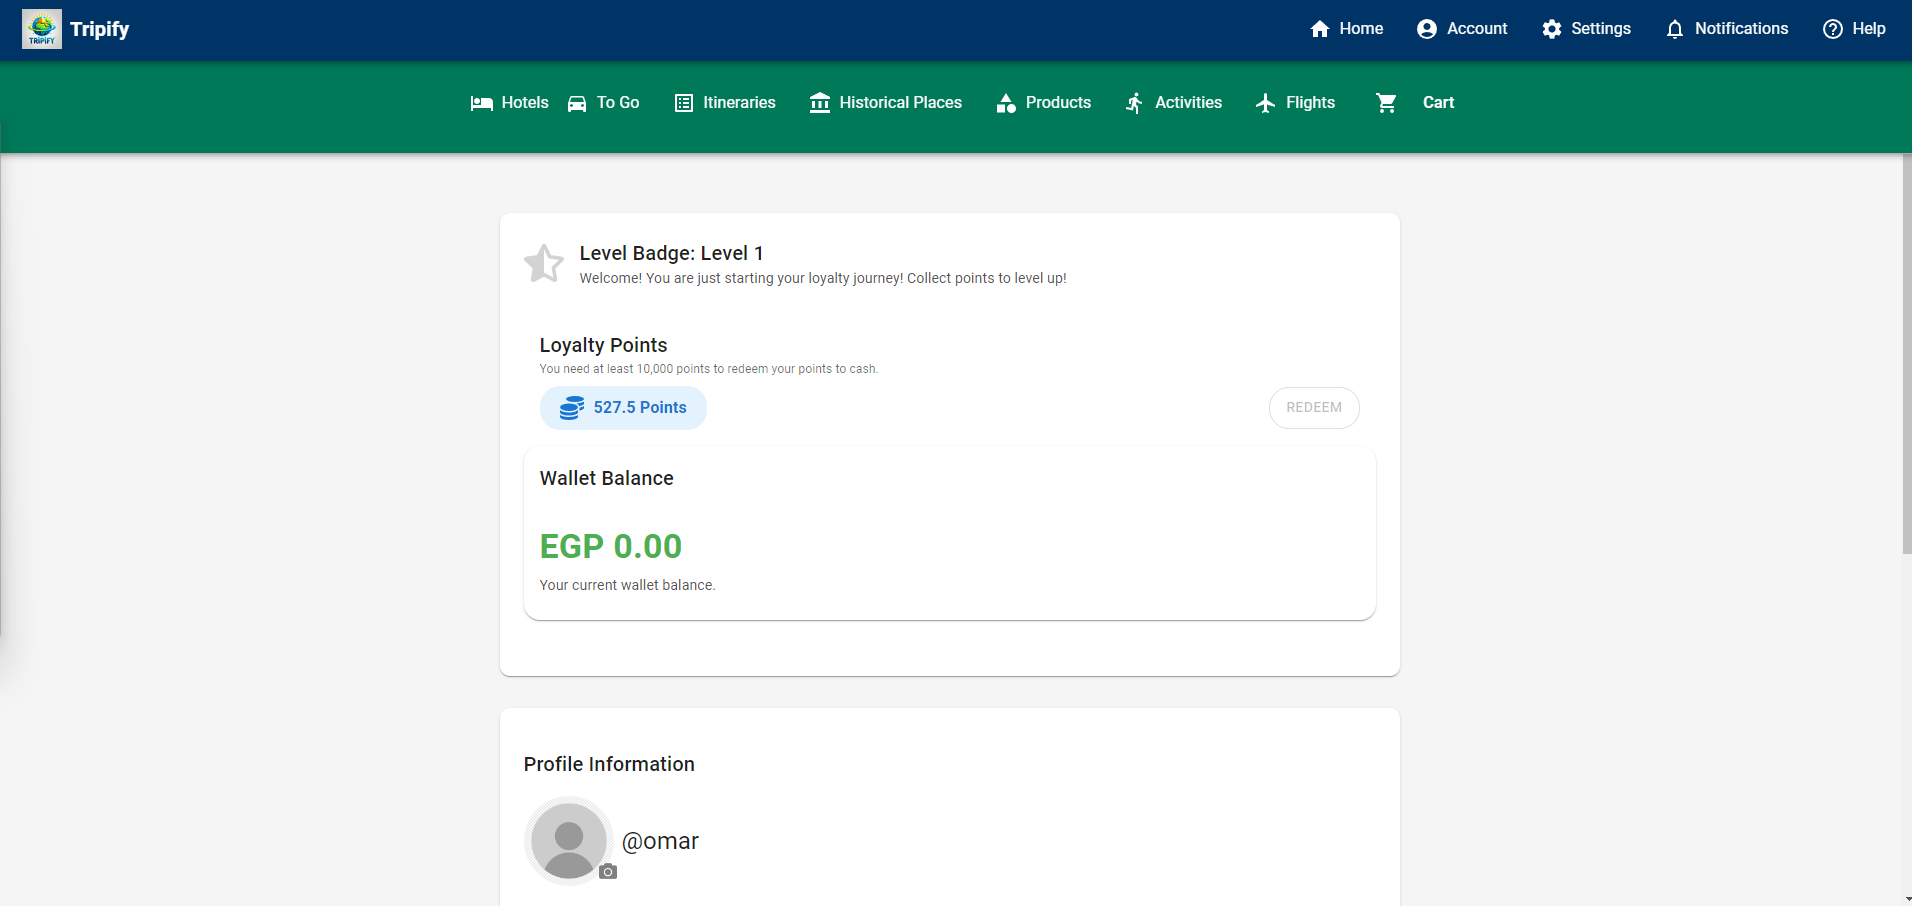 TRIPIFY
Tripify
Home
Account
Settings
Notifications
Help
Hotels
To Go
Itineraries
Historical Places
Products
Activities
Flights
Cart
Level Badge: Level 1
Welcome! You are just starting your loyalty journey! Collect points to level up!
Loyalty Points
You need at least 10,000 points to redeem your points to cash.
527.5 Points
REDEEM
Wallet Balance
EGP 0.00
Your current wallet balance.
Profile Information
@omar